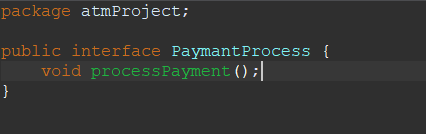 package atmProject;
public interface PaymantProcess {
    void processPayment();
}